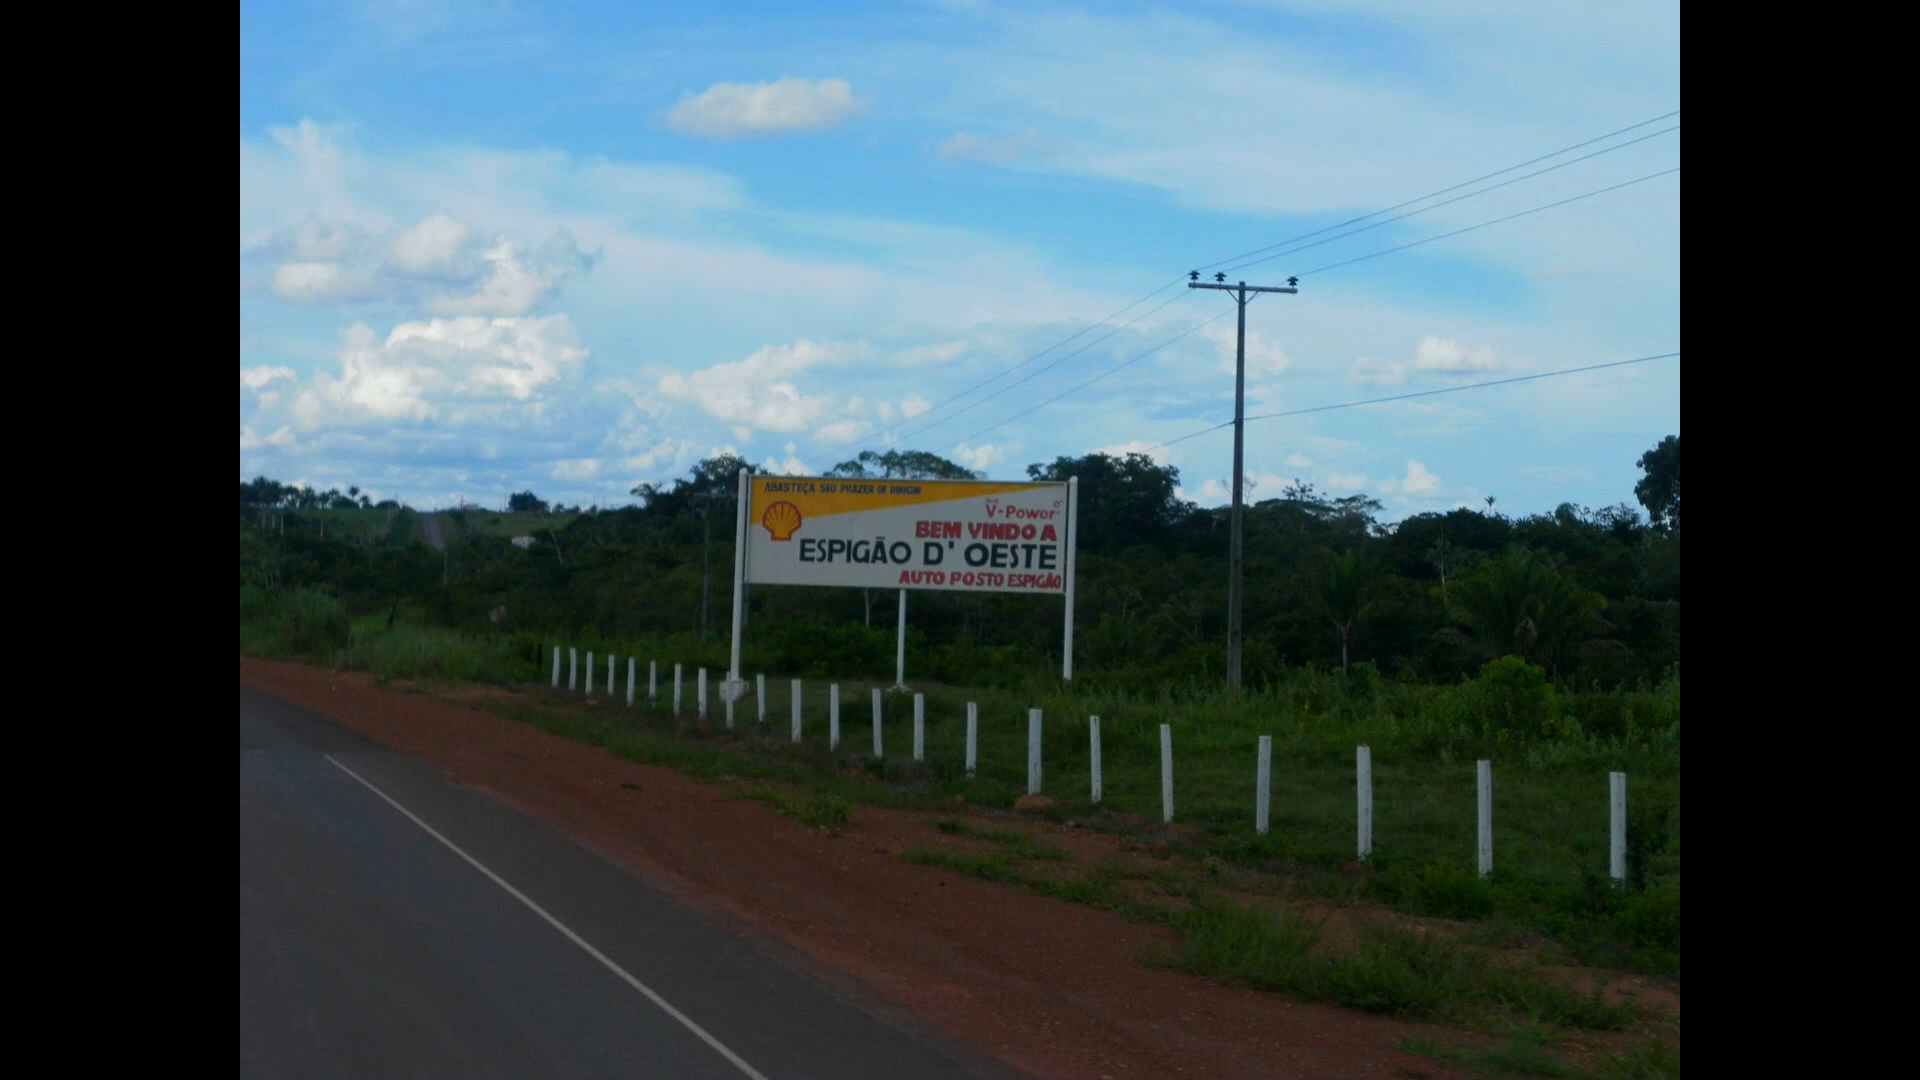 ABASTEÇA SEU PRAZER DE DIRIGIR
V-Power
BEM VINDO A
ESPIGÃO D' OESTE
AUTO POSTO ESPIGÃO